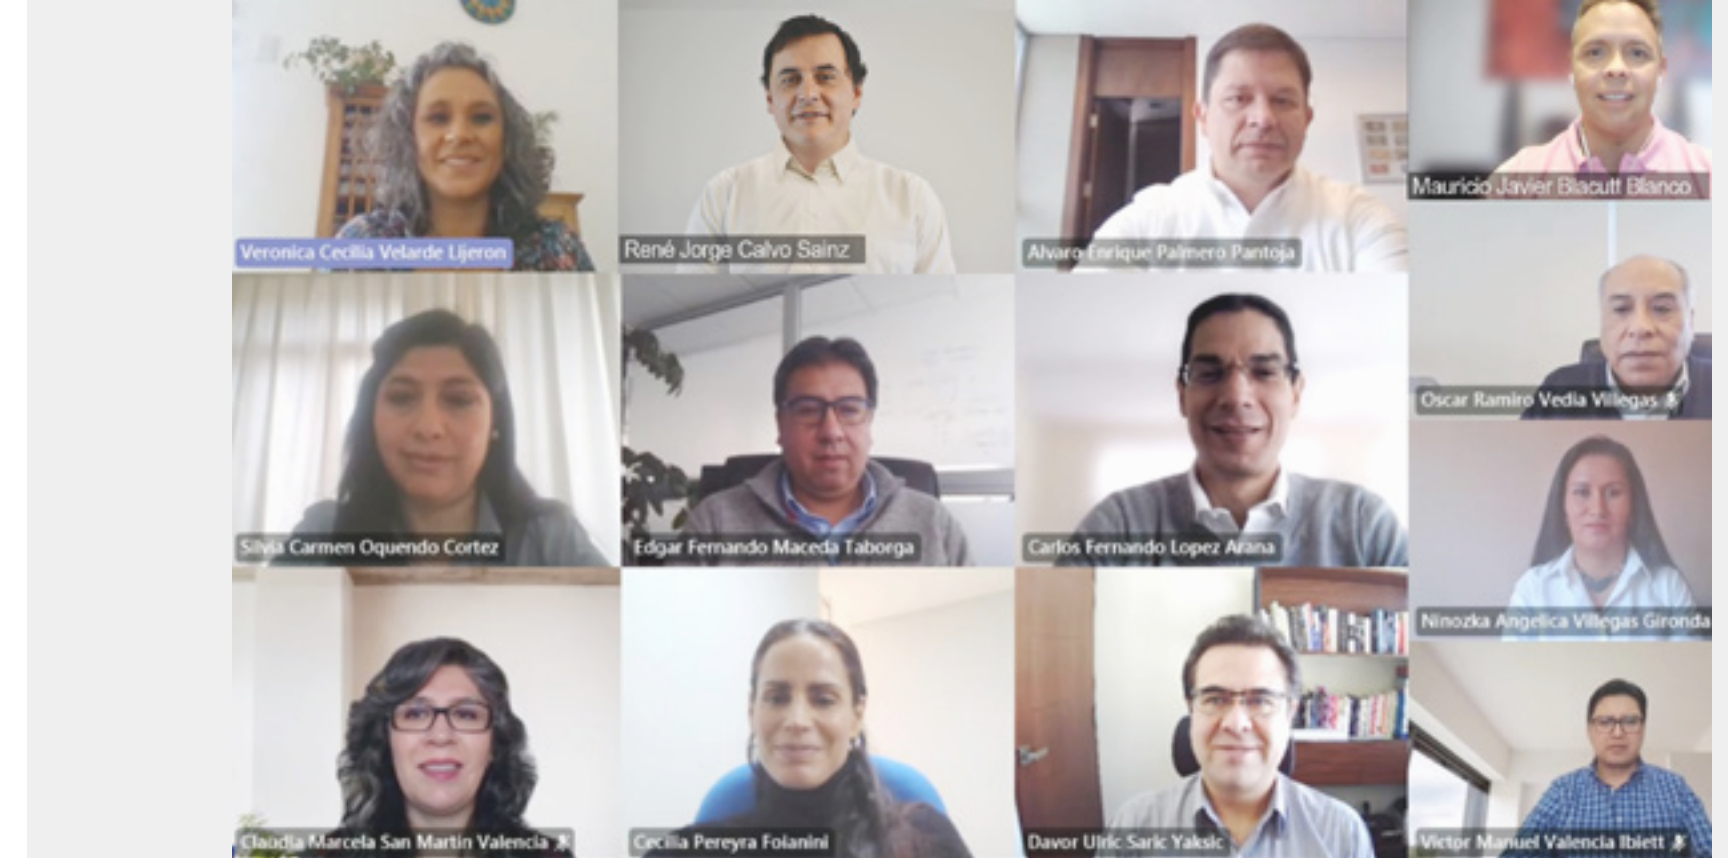 Veronica Cecilia Velarde Lijeron
René Jorge Calvo Sainz
Alvaro Enrique Palmero Pantoja
Mauricio Javier Blacutt Blanco
Oscar Ramiro Vedia Villegas
Silvia Carmen Oquendo Cortez
Edgar Fernando Maceda Taborga
Carlos Fernando Lopez Arana
Ninozka Angelica Villegas Gironda
Claudia Marcela San Martin Valencia
Cecilia Pereyra Foianini
Davor Ulric Saric Yaksic
Victor Manuel Valencia Iblett